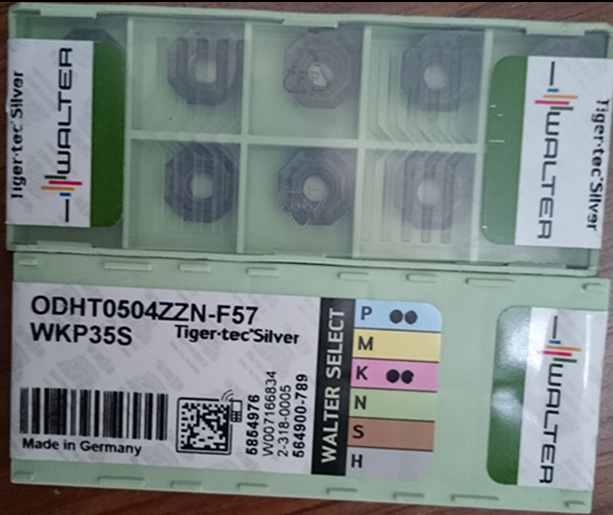 Tiger·tec®Silver
WALTER
WALTER
Tiger·tec®Silver
ODHT0504ZZN-F57
WKP35S
Tiger·tec®Silver
Made in Germany
5854976
W007166834
2-318-0005
564900-789
WALTER SELECT
P
M
K
N
S
H
WALTER